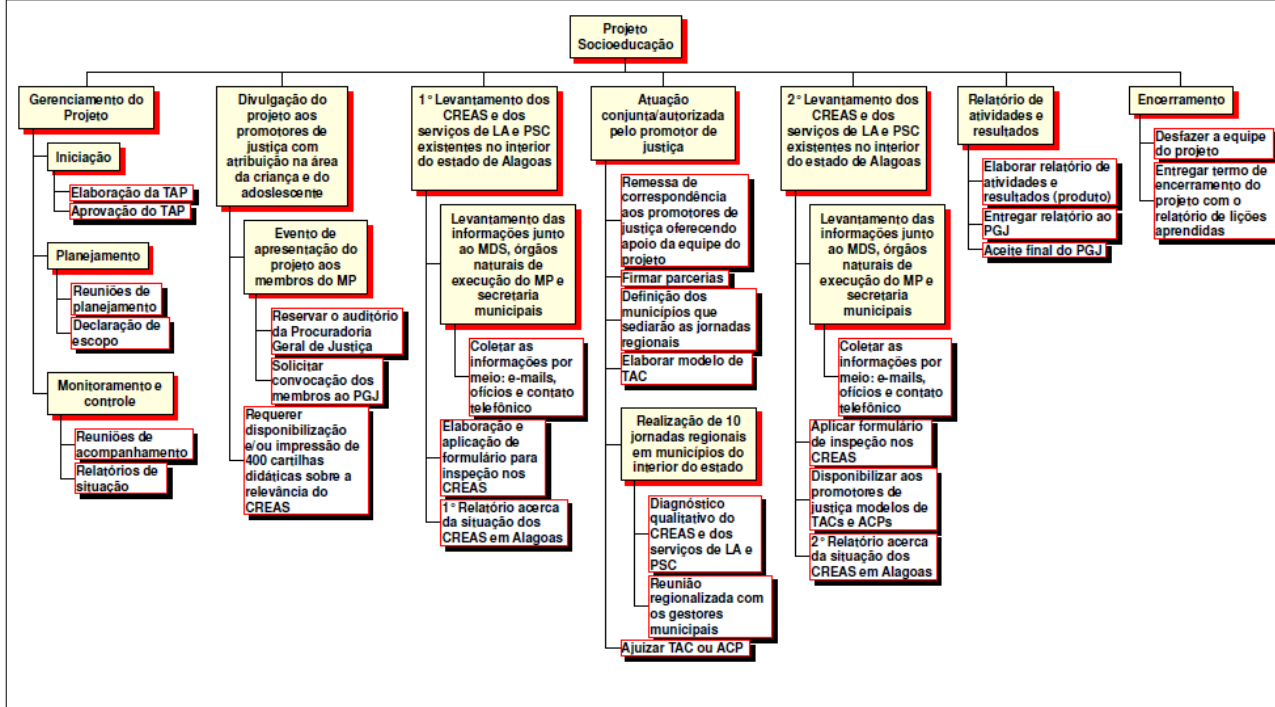 Projeto
Socioeducação
Gerenciamento do
Projeto
Iniciação
Elaboração da TAP
Aprovação do TAP
Planejamento
Reuniões de
planejamento
Declaração de
escopo
Monitoramento e
controle
Reuniões de
acompanhamento
Relatórios de
situação
Divulgação do
projeto aos
promotores de
justiça com
atribuição na área
da criança e do
adoslescente
Evento de
apresentação do
projeto aos
membros do MP
Reservar o auditório
da Procuradoria
Geral de Justiça
Solicitar
convocação dos
membros ao PGJ
Requerer
disponibilização
e/ou impressão de
400 cartilhas
didáticas sobre a
relevância do
CREAS
1° Levantamento dos
CREAS e dos
serviços de LA e PSC
existentes no interior
do estado de Alagoas
Levantamento das
informações junto
ao MDS, órgãos
naturais de
execução do MP e
secretaria
municipais
Coletar as
informações por
meio: e-mails,
ofícios e contato
telefônico
Elaboração e
aplicação de
formulário para
inspeção nos
CREAS
1° Relatório acerca
da situação dos
CREAS em Alagoas
Atuação
conjunta/autorizada
pelo promotor de
justiça
Remessa de
correspondência
aos promotores de
justiça oferecendo
apoio da equipe do
projeto
Firmar parcerias
Definição dos
municípios que
sediarão as jornadas
regionais
Elaborar modelo de
TAC
Realização de 10
jornadas regionais
em municípios do
interior do estado
Diagnóstico
qualitativo do
CREAS e dos
serviços de LA e
PSC
Reunião
regionalizada com
os gestores
municipais
Ajuizar TAC ou ACP
2° Levantamento dos
CREAS e dos
serviços de LA e PSC
existentes no interior
do estado de Alagoas
Levantamento das
informações junto
ao MDS, órgãos
naturais de
execução do MP e
secretaria
municipais
Coletar as
informações por
meio: e-mails,
ofícios e contato
telefônico
Aplicar formulário
de inspeção nos
CREAS
Disponibilizar aos
promotores de
justiça modelos de
TACs e ACPs
2° Relatório acerca
da situação dos
CREAS em Alagoas
Relatório de
atividades e
resultados
Elaborar relatório de
atividades e
resultados (produto)
Entregar relatório ao
PGJ
Aceite final do PGJ
Encerramento
Desfazer a equipe
do projeto
Entregar termo de
encerramento do
projeto com o
relatório de lições
aprendidas